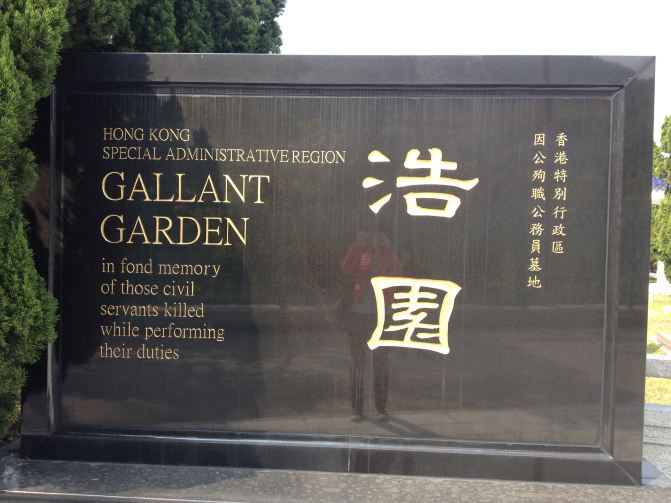 HONG KONG
SPECIAL ADMINISTRATIVE REGION
GALLANT
GARDEN
in fond memory
of those civil
servants killed
while performing
their duties
浩園
香港特別行政區
因公殉職公務員墓地